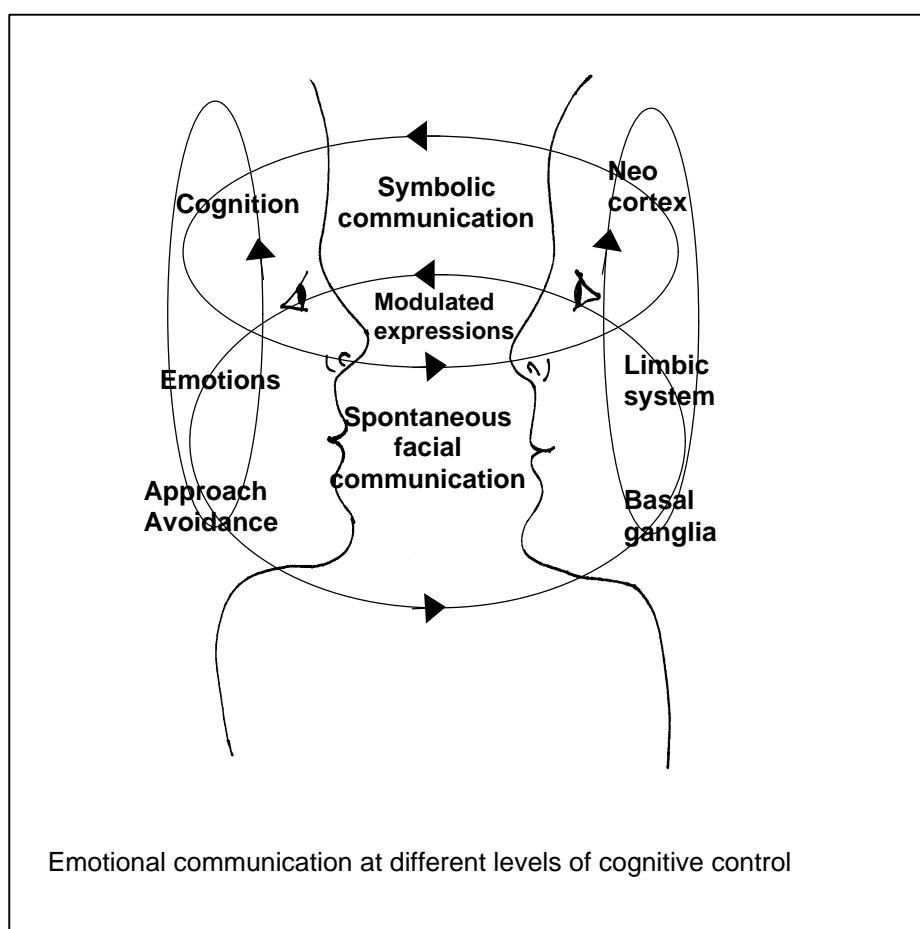 Neo
cortex
Cognition
Symbolic
communication
Modulated
expressions
Emotions
Limbic
system
Spontaneous
facial
communication
Approach
Avoidance
Basal
ganglia
Emotional communication at different levels of cognitive control